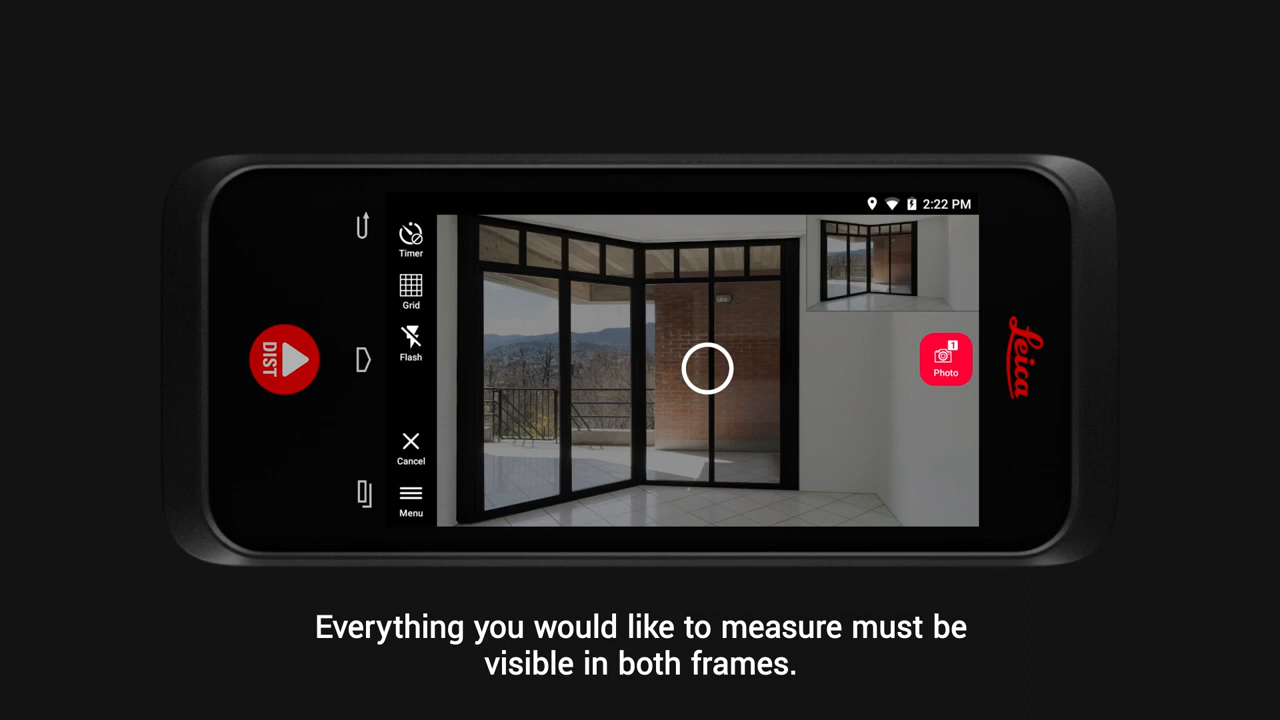 2:22 PM
Timer
Grid
Flash
Cancel
Menu
DIST
1
Photo
Leica
Everything you would like to measure must be
visible in both frames.